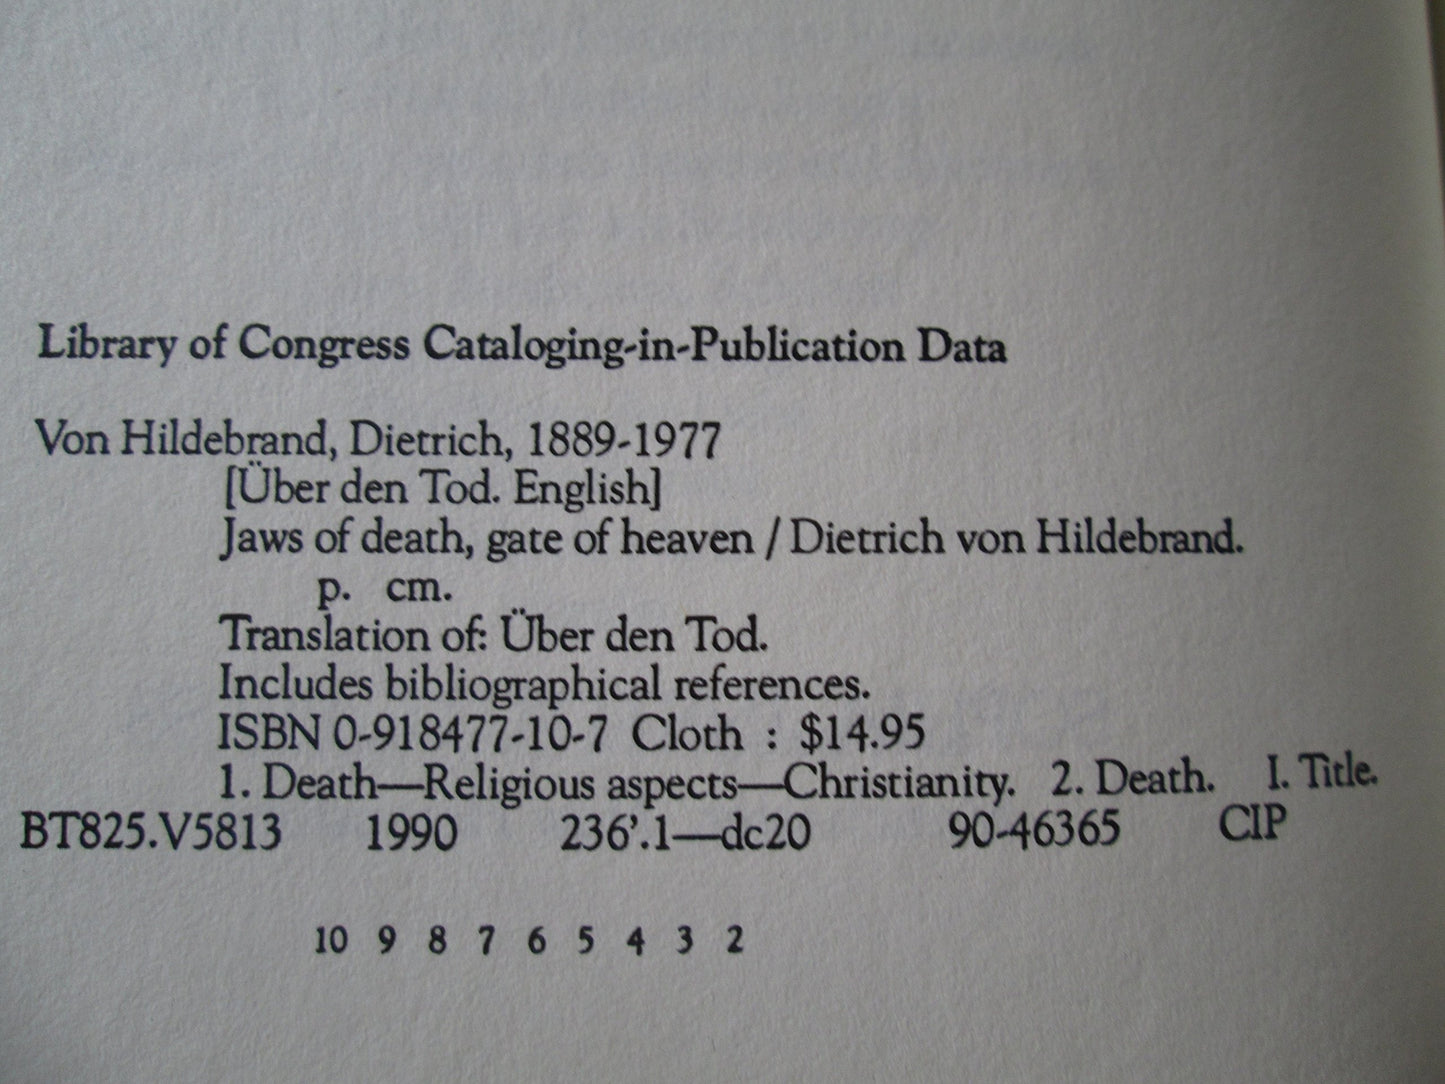 Library of Congress Cataloging-in-Publication Data
Von Hildebrand, Dietrich, 1889-1977
[Über den Tod. English]
Jaws of death, gate of heaven / Dietrich von Hildebrand.
p. cm.
Translation of: Über den Tod.
Includes bibliographical references.
ISBN 0-918477-10-7 Cloth : $14.95
1. Death—Religious aspects—Christianity. 2. Death. I. Title.
BT825.V5813 1990 236’.1—dc20 90-46365 CIP
10 9 8 7 6 5 4 3 2